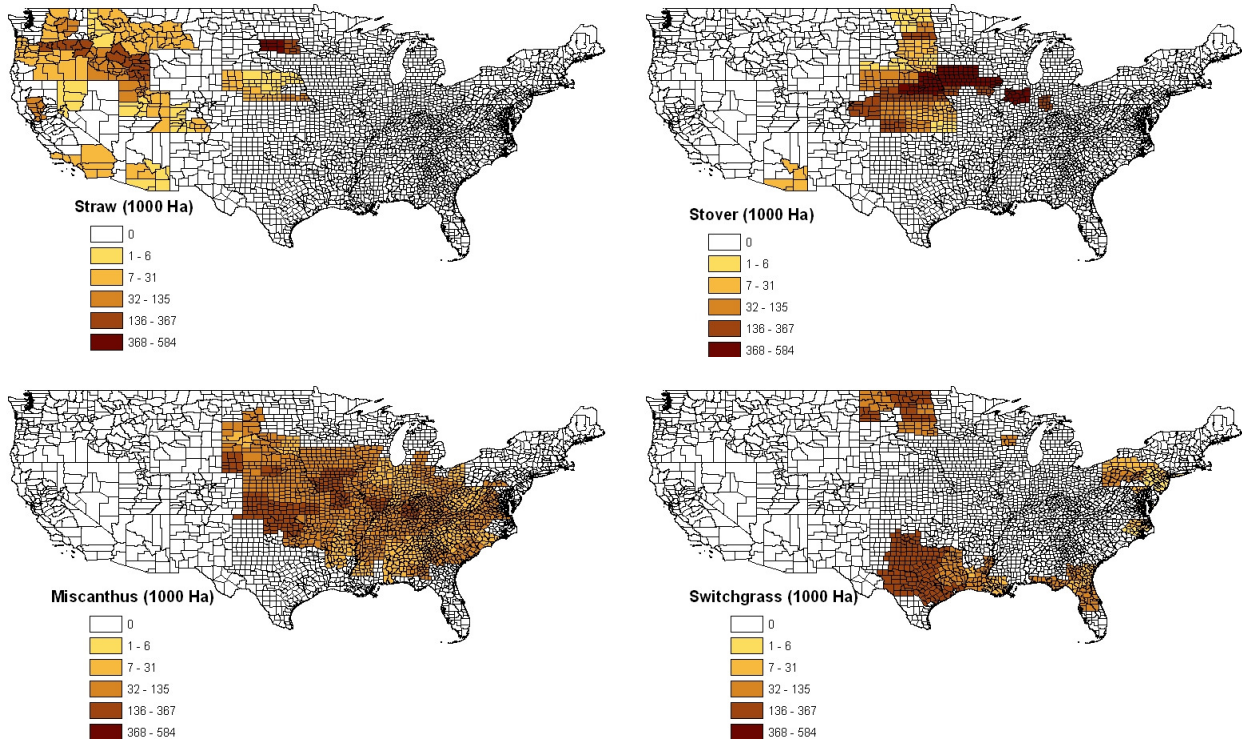 Straw (1000 Ha)
0
1 - 6
7 - 31
32 - 135
136 - 367
368 - 584
Stover (1000 Ha)
0
1 - 6
7 - 31
32 - 135
136 - 367
368 - 584
Miscanthus (1000 Ha)
0
1 - 6
7 - 31
32 - 135
136 - 367
368 - 584
Switchgrass (1000 Ha)
0
1 - 6
7 - 31
32 - 135
136 - 367
368 - 584